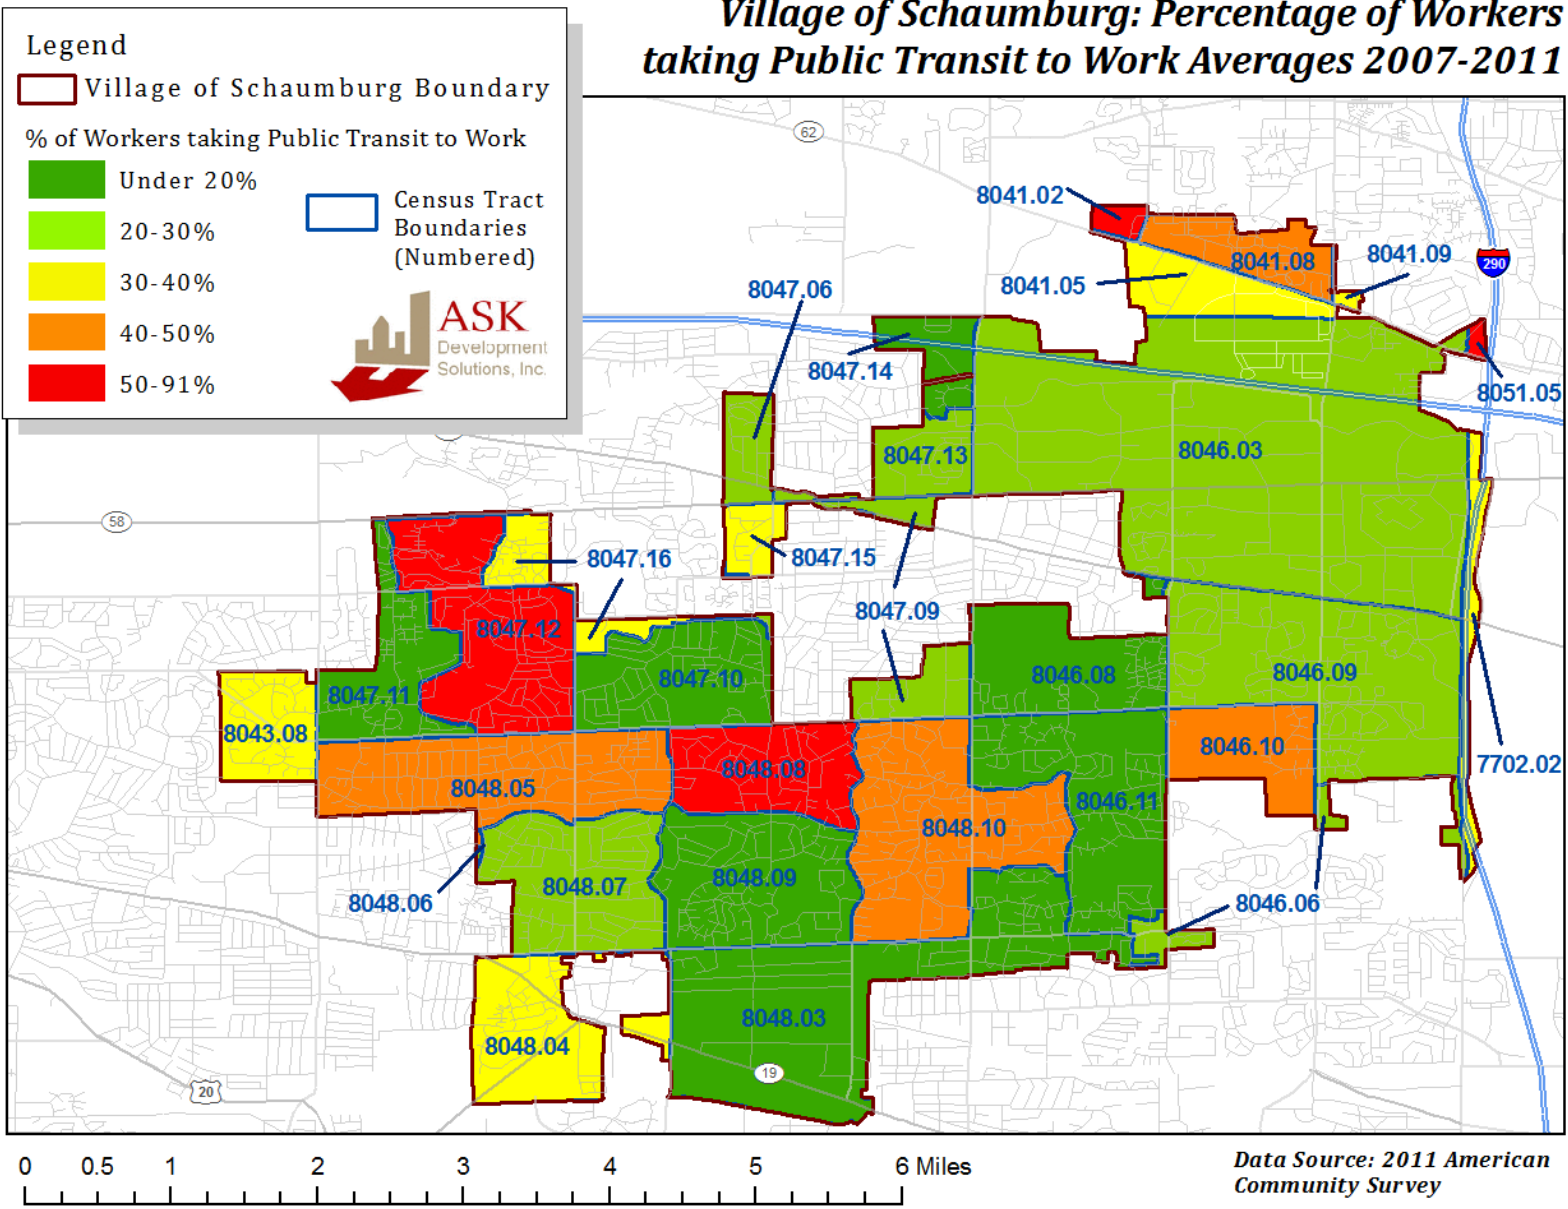 Village of Schaumburg: Percentage of Workers
taking Public Transit to Work Averages 2007-2011
Legend
Village of Schaumburg Boundary
% of Workers taking Public Transit to Work
Under 20%
20-30%
30-40%
40-50%
50-91%
Census Tract
Boundaries
(Numbered)
ASK
Development
Solutions, Inc.
62
8041.02
8041.08
8041.09
290
8041.05
8047.06
8047.14
8051.05
8047.13
8046.03
58
8047.16
8047.15
8047.09
8047.12
8047.10
8046.08
8046.09
8047.11
8043.08
8046.10
7702.02
8048.08
8048.05
8046.11
8048.10
8048.09
8048.07
8048.06
8046.06
8048.03
8048.04
19
20
0 0.5 1 2 3 4 5 6 Miles
Data Source: 2011 American
Community Survey